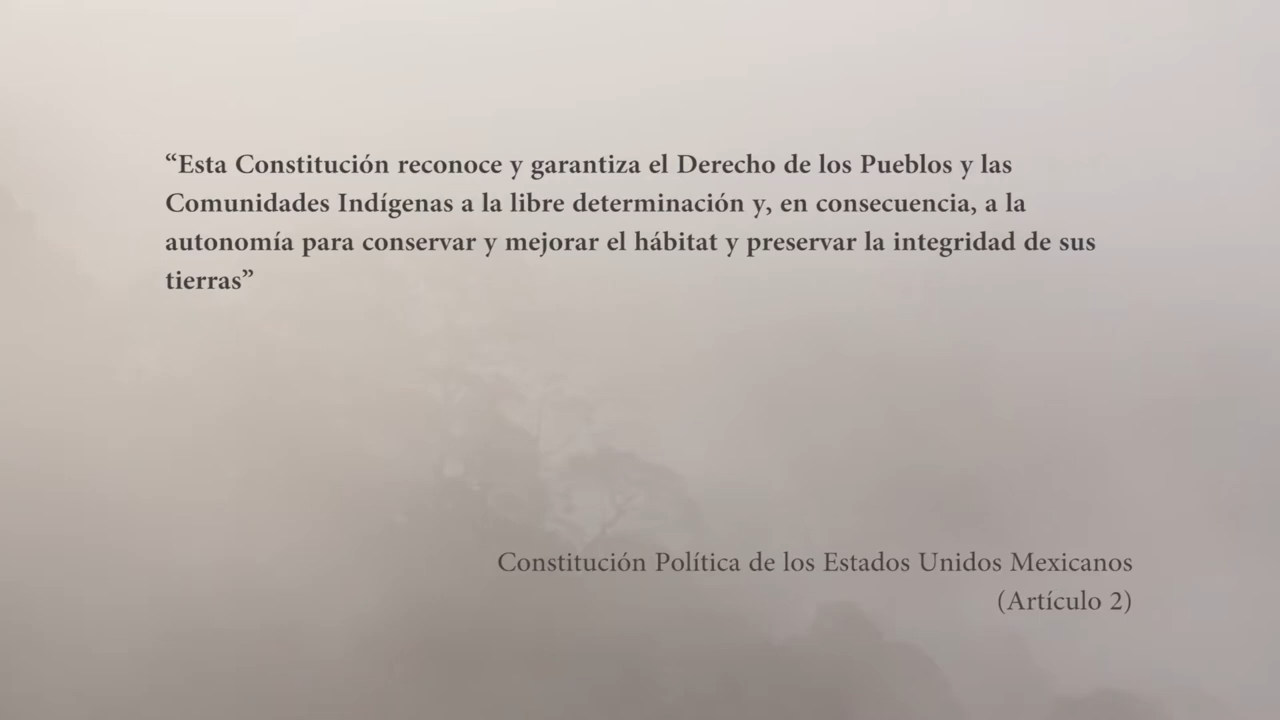 “Esta Constitución reconoce y garantiza el Derecho de los Pueblos y las
Comunidades Indígenas a la libre determinación y, en consecuencia, a la
autonomía para conservar y mejorar el hábitat y preservar la integridad de sus
tierras”
Constitución Política de los Estados Unidos Mexicanos
(Artículo 2)